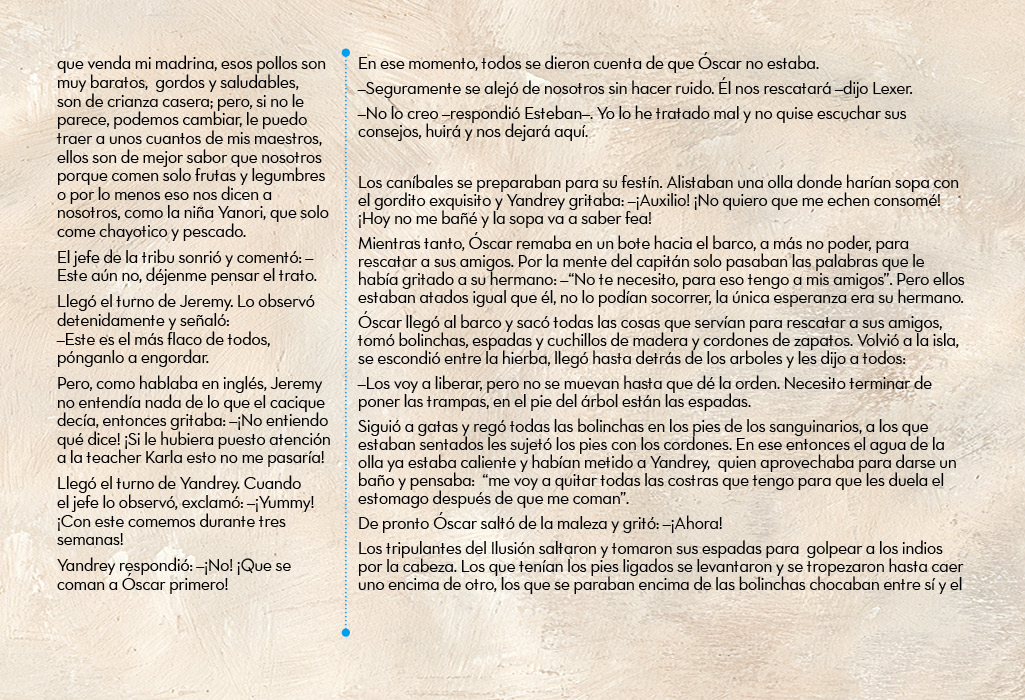 que venda mi madrina, esos pollos son
muy baratos,  gordos y saludables,
son de crianza casera; pero, si no le
parece, podemos cambiar, le puedo
traer a unos cuantos de mis maestros,
ellos son de mejor sabor que nosotros
porque comen solo frutas y legumbres
o por lo menos eso nos dicen a
nosotros, como la niña Yanori, que solo
come chayotico y pescado.
El jefe de la tribu sonrió y comentó: –
Este aún no, déjenme pensar el trato.
Llegó el turno de Jeremy. Lo observó
detenidamente y señaló:
–Este es el más flaco de todos,
pónganlo a engordar.
Pero, como hablaba en inglés, Jeremy
no entendía nada de lo que el cacique
decía, entonces gritaba: –¡No entiendo
qué dice! ¡Si le hubiera puesto atención
a la teacher Karla esto no me pasaría!
Llegó el turno de Yandrey. Cuando
el jefe lo observó, exclamó: –¡Yummy!
¡Con este comemos durante tres
semanas!
Yandrey respondió: –¡No! ¡Que se
coman a Óscar primero!
En ese momento, todos se dieron cuenta de que Óscar no estaba.
–Seguramente se alejó de nosotros sin hacer ruido. Él nos rescatará –dijo Lexer.
–No lo creo –respondió Esteban–. Yo lo he tratado mal y no quise escuchar sus
consejos, huirá y nos dejará aquí.
Los caníbales se preparaban para su festín. Alistaban una olla donde harían sopa con
el gordito exquisito y Yandrey gritaba: –¡Auxilio! ¡No quiero que me echen consomé!
¡Hoy no me bañé y la sopa va a saber fea!
Mientras tanto, Óscar remaba en un bote hacia el barco, a más no poder, para
rescatar a sus amigos. Por la mente del capitán solo pasaban las palabras que le
había gritado a su hermano: –“No te necesito, para eso tengo a mis amigos”. Pero ellos
estaban atados igual que él, no lo podían socorrer, la única esperanza era su hermano.
Óscar llegó al barco y sacó todas las cosas que servían para rescatar a sus amigos,
tomó bolinchas, espadas y cuchillos de madera y cordones de zapatos. Volvió a la isla,
se escondió entre la hierba, llegó hasta detrás de los arboles y les dijo a todos:
–Los voy a liberar, pero no se muevan hasta que dé la orden. Necesito terminar de
poner las trampas, en el pie del árbol están las espadas.
Siguió a gatas y regó todas las bolinchas en los pies de los sanguinarios, a los que
estaban sentados les sujetó los pies con los cordones. En ese entonces el agua de la
olla ya estaba caliente y habían metido a Yandrey,  quien aprovechaba para darse un
baño y pensaba:  “me voy a quitar todas las costras que tengo para que les duela el
estomago después de que me coman”.
De pronto Óscar saltó de la maleza y gritó: –¡Ahora!
Los tripulantes del Ilusión saltaron y tomaron sus espadas para  golpear a los indios
por la cabeza. Los que tenían los pies ligados se levantaron y se tropezaron hasta caer
uno encima de otro, los que se paraban encima de las bolinchas chocaban entre sí y el